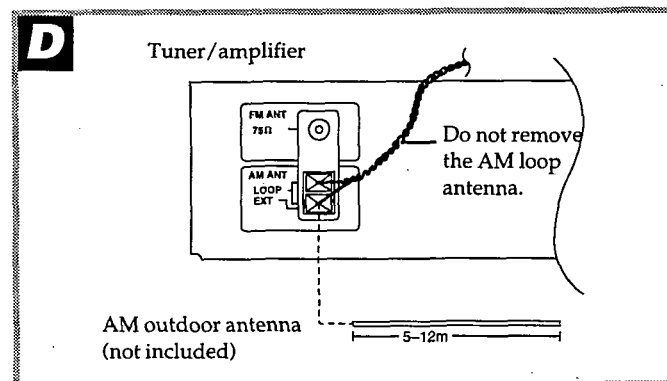 D
Tuner/amplifier
FM ANT
75Ω
AM ANT
LOOP
EXT
Do not remove
the AM loop
antenna.
AM outdoor antenna
(not included)
5–12m